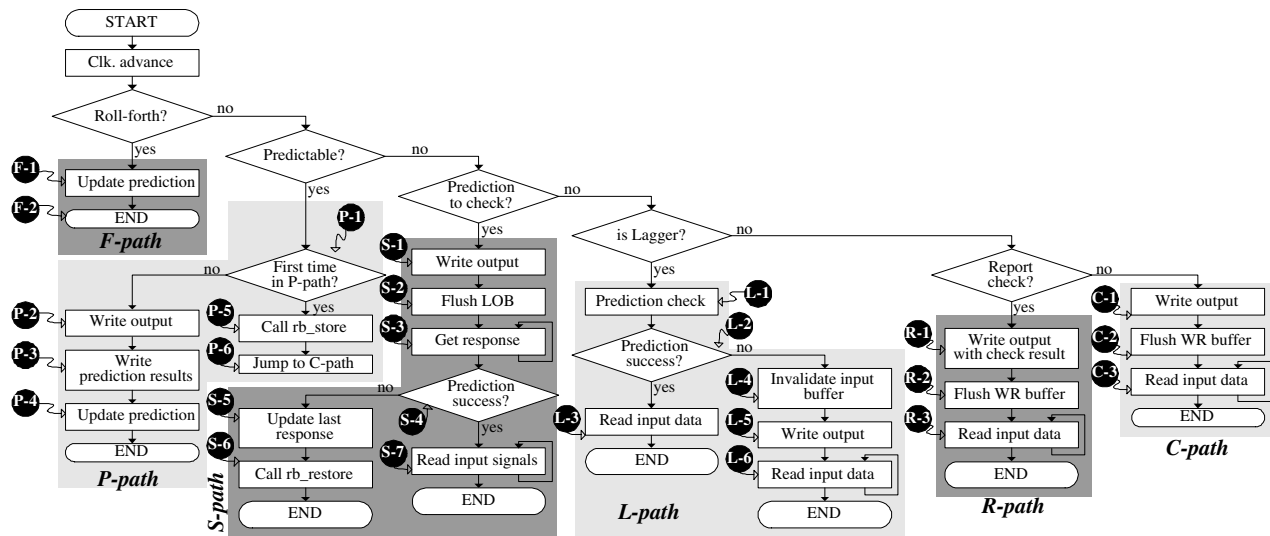 START
Clk. advance
Roll-forth?
no
yes
F-1
Update prediction
F-2
END
F-path
Predictable?
no
yes
P-1
First time
in P-path?
no
yes
P-2
Write output
P-3
Write
prediction results
P-4
Update prediction
END
P-path
P-5
Call rb_store
P-6
Jump to C-path
Prediction
to check?
no
yes
S-1
Write output
S-2
Flush LOB
S-3
Get response
Prediction
success?
S-4
no
yes
S-5
Update last
response
S-6
Call rb_restore
END
S-7
Read input signals
END
S-path
is Lagger?
no
yes
Prediction check
L-1
L-2
Prediction
success?
no
yes
L-3
Read input data
END
L-4
Invalidate input
buffer
L-5
Write output
L-6
Read input data
END
L-path
Report
check?
no
yes
R-1
Write output
with check result
R-2
Flush WR buffer
R-3
Read input data
END
R-path
C-1
Write output
C-2
Flush WR buffer
C-3
Read input data
END
C-path